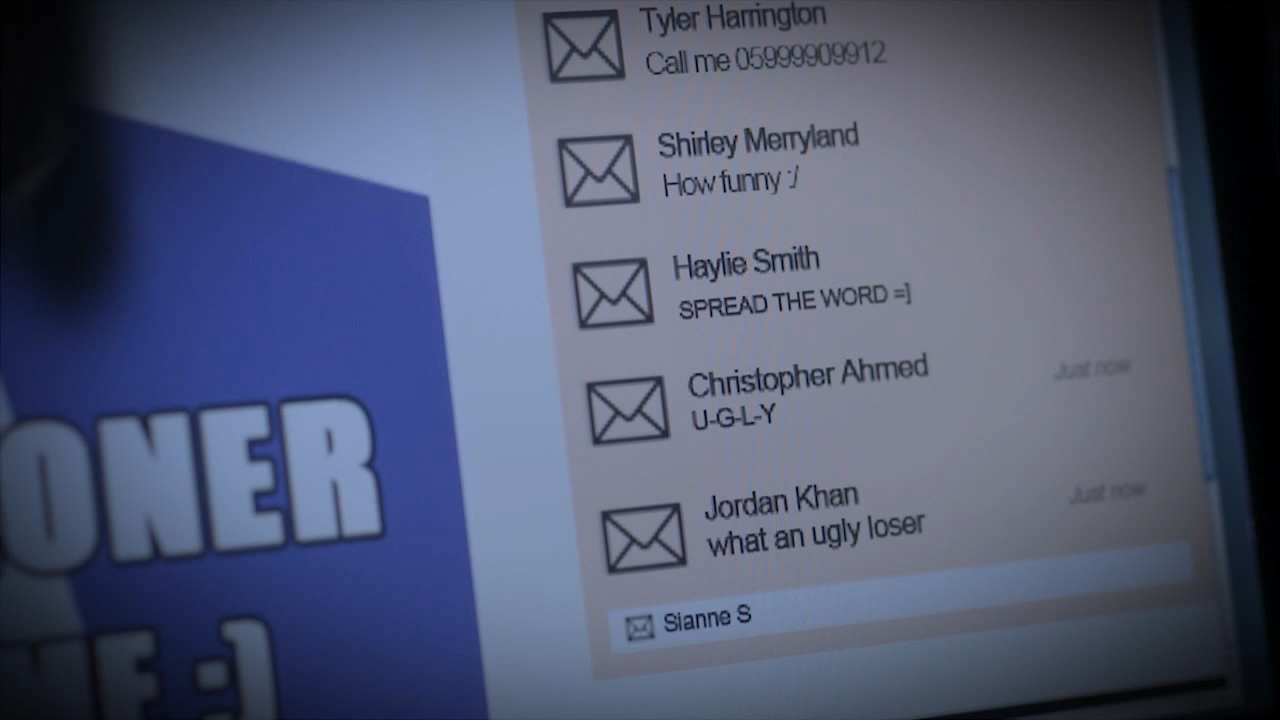 Tyler Harrington
Call me 05999909912
Shirley Merryland
How funny :/
Haylie Smith
SPREAD THE WORD =]
Christopher Ahmed
Just now
U-G-L-Y
Jordan Khan
Just now
what an ugly loser
Sianne S
ONER
:)